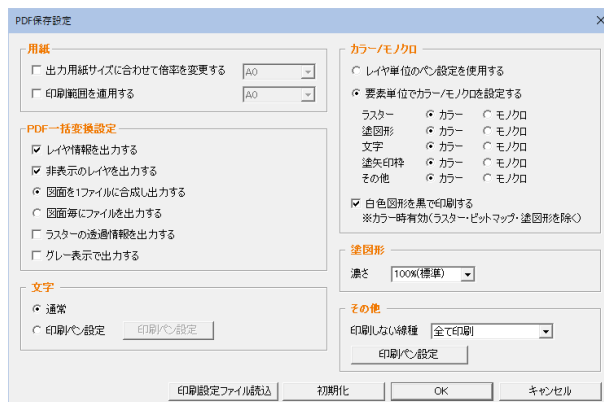 PDF保存設定
用紙
出力用紙サイズに合わせて倍率を変更する A0
印刷範囲を適用する A0
PDF一括変換設定
レイヤ情報を出力する
非表示のレイヤを出力する
図面を1ファイルに合成し出力する
図面毎にファイルを出力する
ラスターの透過情報を出力する
グレー表示で出力する
文字
通常
印刷ペン設定 印刷ペン設定
カラー/モノクロ
レイヤ単位のペン設定を使用する
要素単位でカラー/モノクロを設定する
ラスター カラー モノクロ
塗図形 カラー モノクロ
文字 カラー モノクロ
塗矢印枠 カラー モノクロ
その他 カラー モノクロ
白色図形を黒で印刷する
※カラー時有効(ラスター・ビットマップ・塗図形を除く)
塗図形
濃さ 100%(標準)
その他
印刷しない線種 全て印刷
印刷ペン設定
印刷設定ファイル読込 初期化 OK キャンセル